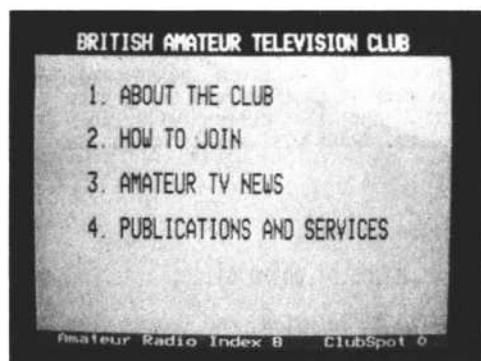 BRITISH AMATEUR TELEVISION CLUB
1. ABOUT THE CLUB
2. HOW TO JOIN
3. AMATEUR TV NEWS
4. PUBLICATIONS AND SERVICES
Amateur Radio Index 8 ClubSpot 0